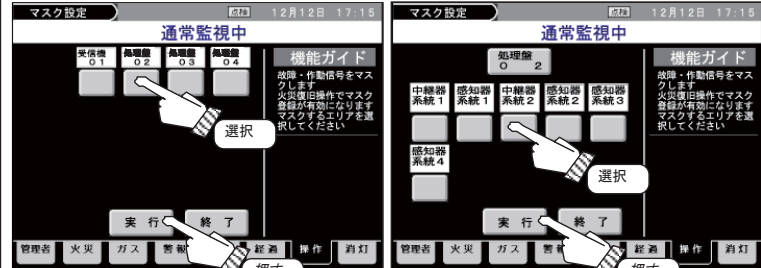 マスク設定
点検
12月12日 17:15
通常監視中
受信機 01
処理盤 02
処理盤 03
処理盤 04
機能ガイド
故障・作動信号をマス
クします
火災復旧操作でマスク
登録が有効になります
マスクするエリアを選
択してください
選択
実行
終了
管理者
火災
ガス
警報
経過
操作
消灯
押す
マスク設定
点検
12月12日 17:15
通常監視中
処理盤
0 2
機能ガイド
中継器 系統1
感知器 系統1
中継器 系統2
感知器 系統2
感知器 系統3
故障・作動信号をマス
クします
火災復旧操作でマスク
登録が有効になります
マスクするエリアを選
択してください
感知器 系統4
選択
実行
終了
管理者
火災
ガス
警
経過
操作
消灯
押す